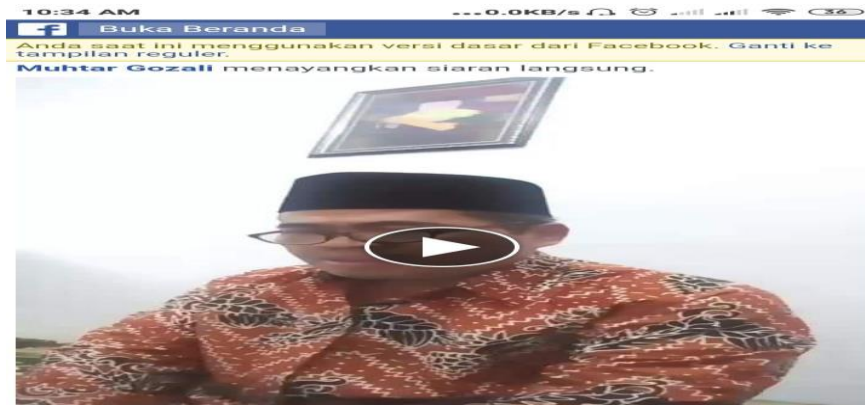 10:34 AM ...0.0KB/s 36
f Buka Beranda
Anda saat ini menggunakan versi dasar dari Facebook. Ganti ke
tampilan reguler.
Muhtar Gozali menayangkan siaran langsung.